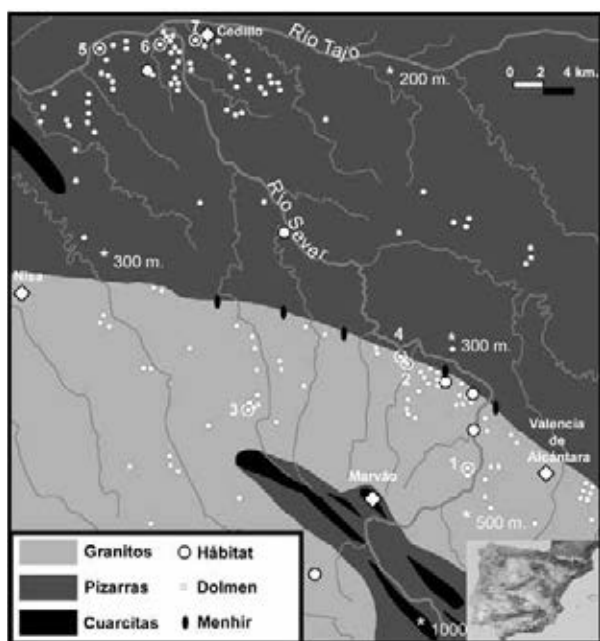 7
Cedillo
6
5
Río Tajo
200 m.
0 2 4 km.
Río Sever
300 m.
Nisa
4
300 m.
2
3
Valencia
de
Alcántara
1
Marvão
500 m.
Granitos
Hábitat
Pizarras
Dolmen
Cuarcitas
Menhir
1000